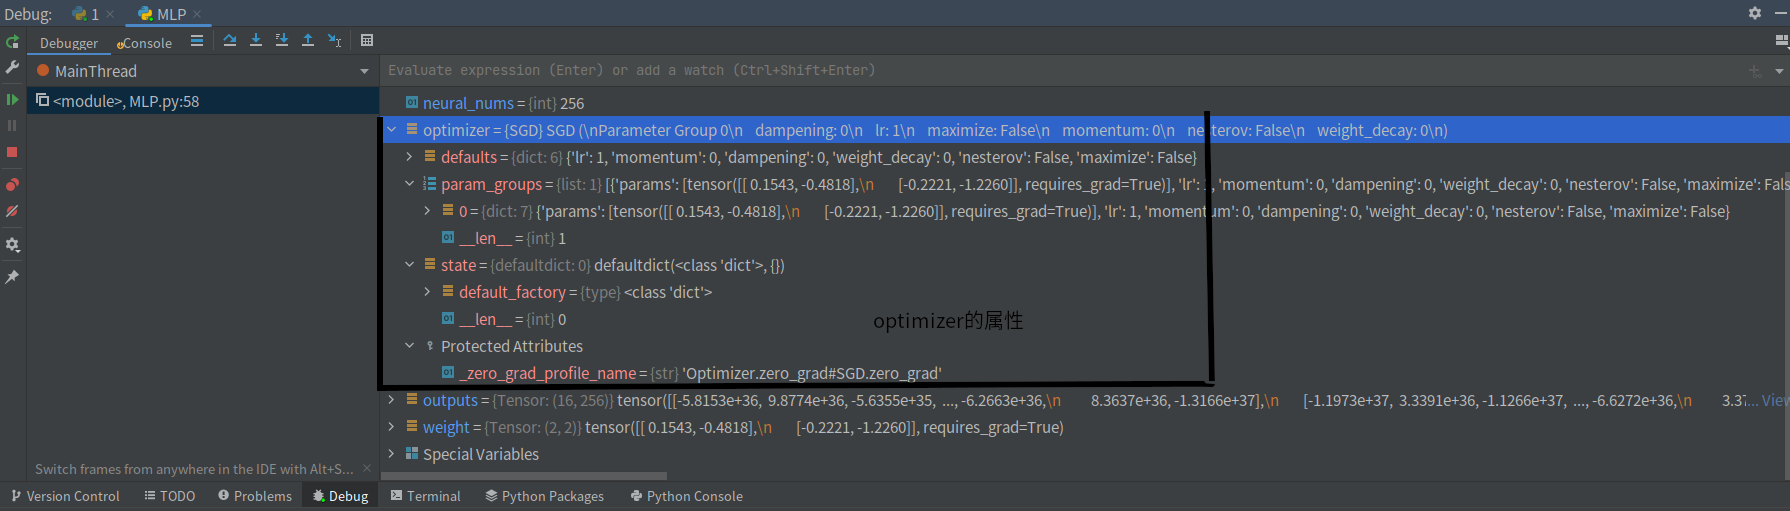 Debug: 1 × MLP ×
Debugger Console
MainThread
Evaluate expression (Enter) or add a watch (Ctrl+Shift+Enter)
<module>, MLP.py:58
neural_nums = {int} 256
optimizer = {SGD} SGD (\nParameter Group 0\n    dampening: 0\n    lr: 1\n    maximize: False\n    momentum: 0\n    nesterov: False\n    weight_decay: 0\n)
defaults = {dict: 6} {'lr': 1, 'momentum': 0, 'dampening': 0, 'weight_decay': 0, 'nesterov': False, 'maximize': False}
param_groups = {list: 1} [{'params': [tensor([[ 0.1543, -0.4818],\n        [-0.2221, -1.2260]], requires_grad=True)], 'lr': 1, 'momentum': 0, 'dampening': 0, 'weight_decay': 0, 'nesterov': False, 'maximize': Fal
0 = {dict: 7} {'params': [tensor([[ 0.1543, -0.4818],\n        [-0.2221, -1.2260]], requires_grad=True)], 'lr': 1, 'momentum': 0, 'dampening': 0, 'weight_decay': 0, 'nesterov': False, 'maximize': False}
__len__ = {int} 1
state = {defaultdict: 0} defaultdict(<class 'dict'>, {})
default_factory = {type} <class 'dict'>
__len__ = {int} 0
optimizer的属性
Protected Attributes
_zero_grad_profile_name = {str} 'Optimizer.zero_grad#SGD.zero_grad'
outputs = {Tensor: (16, 256)} tensor([[-5.8153e+36,  9.8774e+36, -5.6355e+35,  ..., -6.2663e+36,\n         8.3637e+36, -1.3166e+37],\n        [-1.1973e+37,  3.3391e+36, -1.1266e+37,  ..., -6.6272e+36,\n         3.37... View
weight = {Tensor: (2, 2)} tensor([[ 0.1543, -0.4818],\n        [-0.2221, -1.2260]], requires_grad=True)
Special Variables
Switch frames from anywhere in the IDE with Alt+S... ×
Version Control TODO Problems Debug Terminal Python Packages Python Console